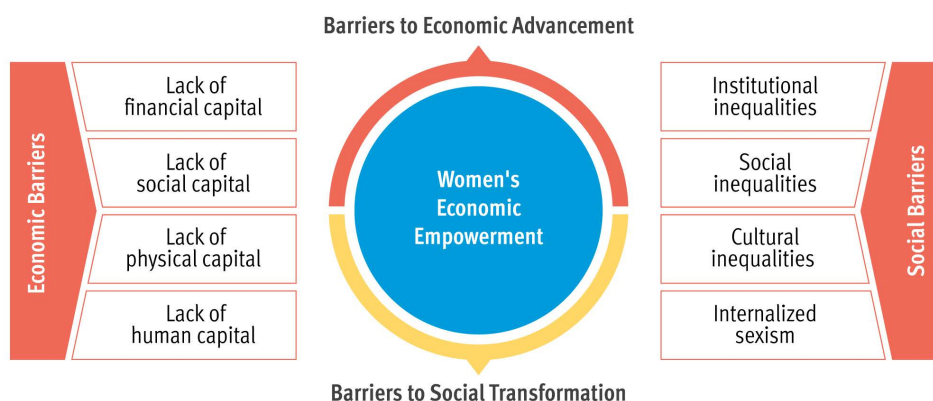 Barriers to Economic Advancement
Economic Barriers
Lack of
financial capital
Lack of
social capital
Lack of
physical capital
Lack of
human capital
Women's
Economic
Empowerment
Institutional
inequalities
Social
inequalities
Cultural
inequalities
Internalized
sexism
Social Barriers
Barriers to Social Transformation